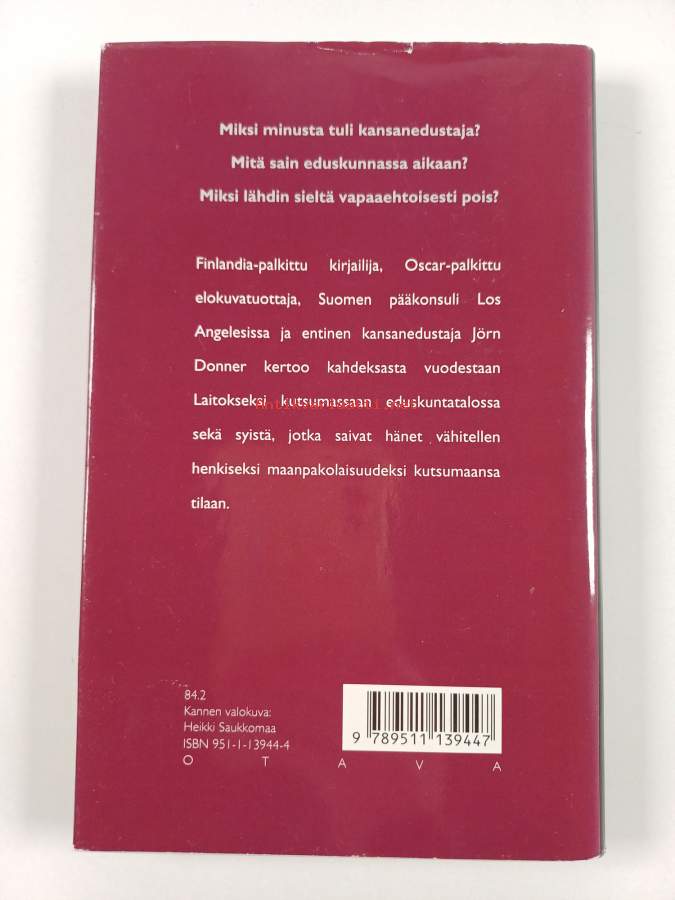 Miksi minusta tuli kansanedustaja?
Mitä sain eduskunnassa aikaan?
Miksi lähdin sieltä vapaaehtoisesti pois?
Finlandia-palkittu kirjailija, Oscar-palkittu
elokuvatuottaja, Suomen pääkonsuli Los
Angelesissa ja entinen kansanedustaja Jörn
Donner kertoo kahdeksasta vuodestaan
Laitokseksi kutsumassaan eduskuntatalossa
sekä syistä, jotka saivat hänet vähitellen
henkiseksi maanpakolaisuudeksi kutsumaansa
tilaan.
84.2
Kannen valokuva:
Heikki Saukkomaa
ISBN 951-1-13944-4
OTAVA
9 789511 139447